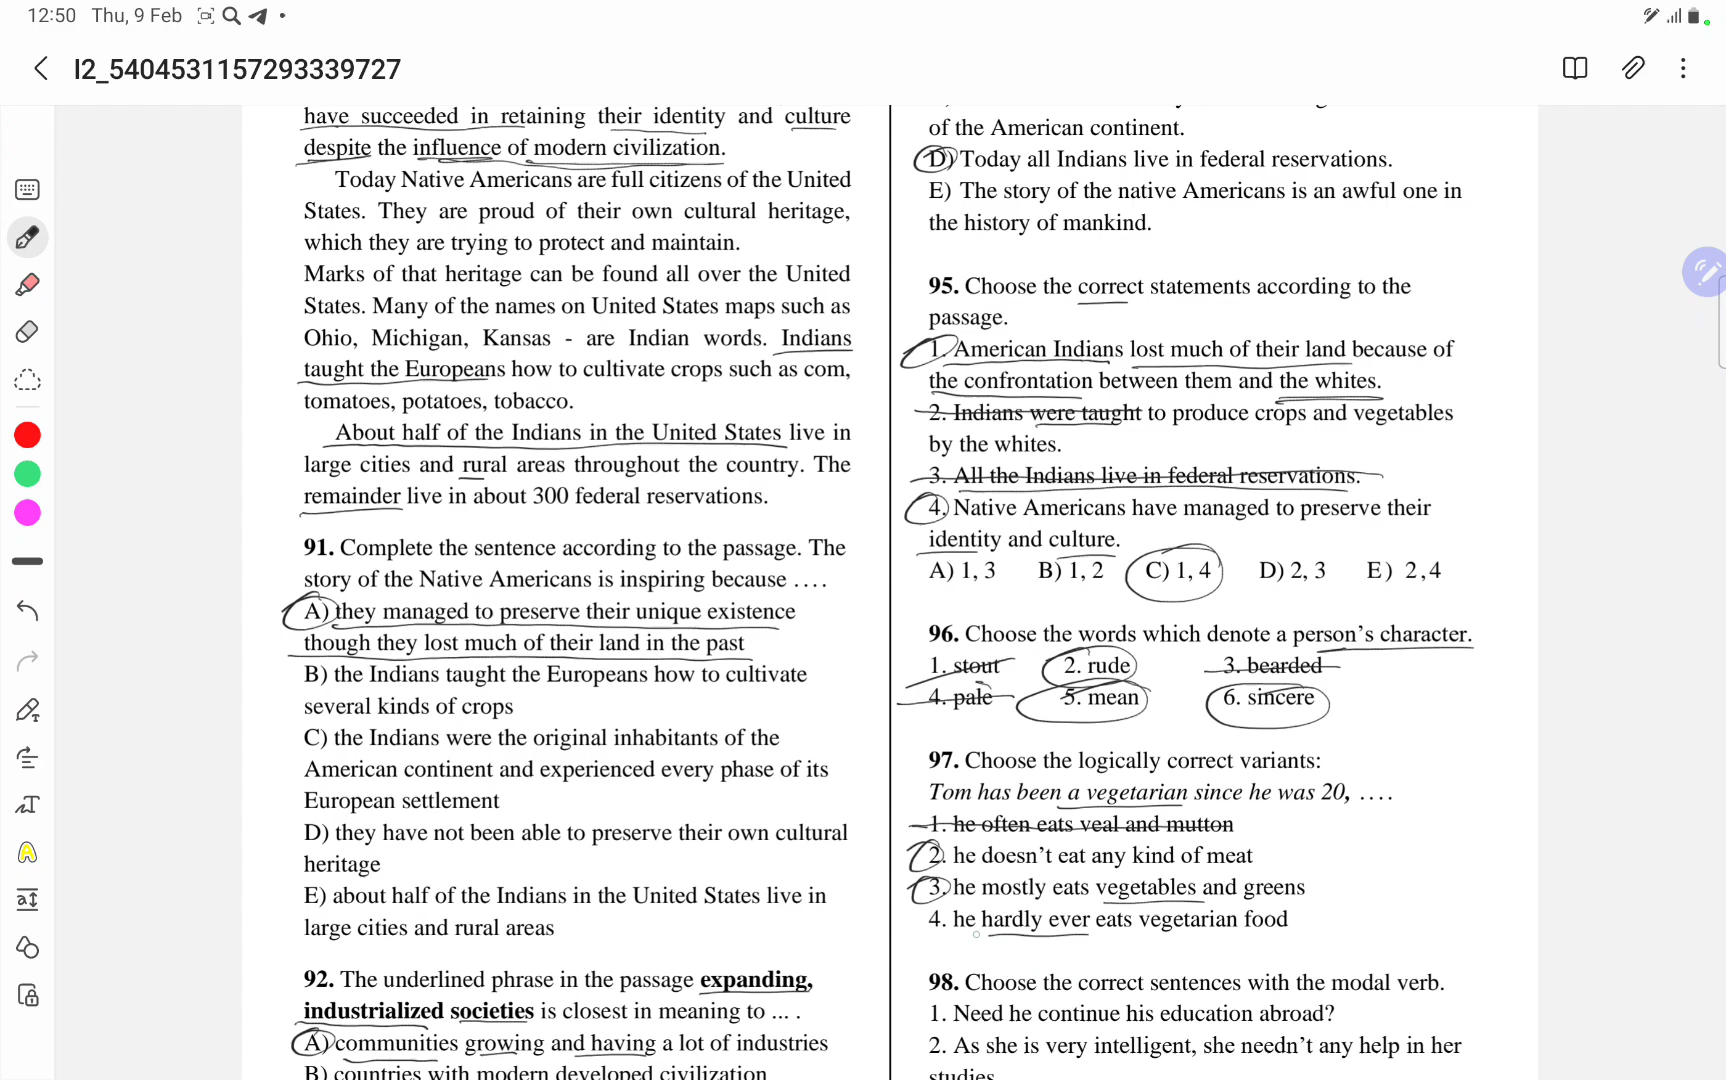 12:50 Thu, 9 Feb
I2_5404531157293339727
have succeeded in retaining their identity and culture
despite the influence of modern civilization.
Today Native Americans are full citizens of the United
States. They are proud of their own cultural heritage,
which they are trying to protect and maintain.
Marks of that heritage can be found all over the United
States. Many of the names on United States maps such as
Ohio, Michigan, Kansas - are Indian words. Indians
taught the Europeans how to cultivate crops such as com,
tomatoes, potatoes, tobacco.
About half of the Indians in the United States live in
large cities and rural areas throughout the country. The
remainder live in about 300 federal reservations.
91. Complete the sentence according to the passage. The
story of the Native Americans is inspiring because ….
A) they managed to preserve their unique existence
though they lost much of their land in the past
B) the Indians taught the Europeans how to cultivate
several kinds of crops
C) the Indians were the original inhabitants of the
American continent and experienced every phase of its
European settlement
D) they have not been able to preserve their own cultural
heritage
E) about half of the Indians in the United States live in
large cities and rural areas
92. The underlined phrase in the passage expanding,
industrialized societies is closest in meaning to ... .
A) communities growing and having a lot of industries
B) countries with modern developed civilization
of the American continent.
D) Today all Indians live in federal reservations.
E) The story of the native Americans is an awful one in
the history of mankind.
95. Choose the correct statements according to the
passage.
1. American Indians lost much of their land because of
the confrontation between them and the whites.
2. Indians were taught to produce crops and vegetables
by the whites.
3. All the Indians live in federal reservations.
4. Native Americans have managed to preserve their
identity and culture.
A) 1, 3 B) 1, 2 C) 1, 4 D) 2, 3 E) 2,4
96. Choose the words which denote a person's character.
1. stout 2. rude 3. bearded
4. pale 5. mean 6. sincere
97. Choose the logically correct variants:
Tom has been a vegetarian since he was 20, ….
1. he often eats veal and mutton
2. he doesn't eat any kind of meat
3. he mostly eats vegetables and greens
4. he hardly ever eats vegetarian food
98. Choose the correct sentences with the modal verb.
1. Need he continue his education abroad?
2. As she is very intelligent, she needn't any help in her
studies